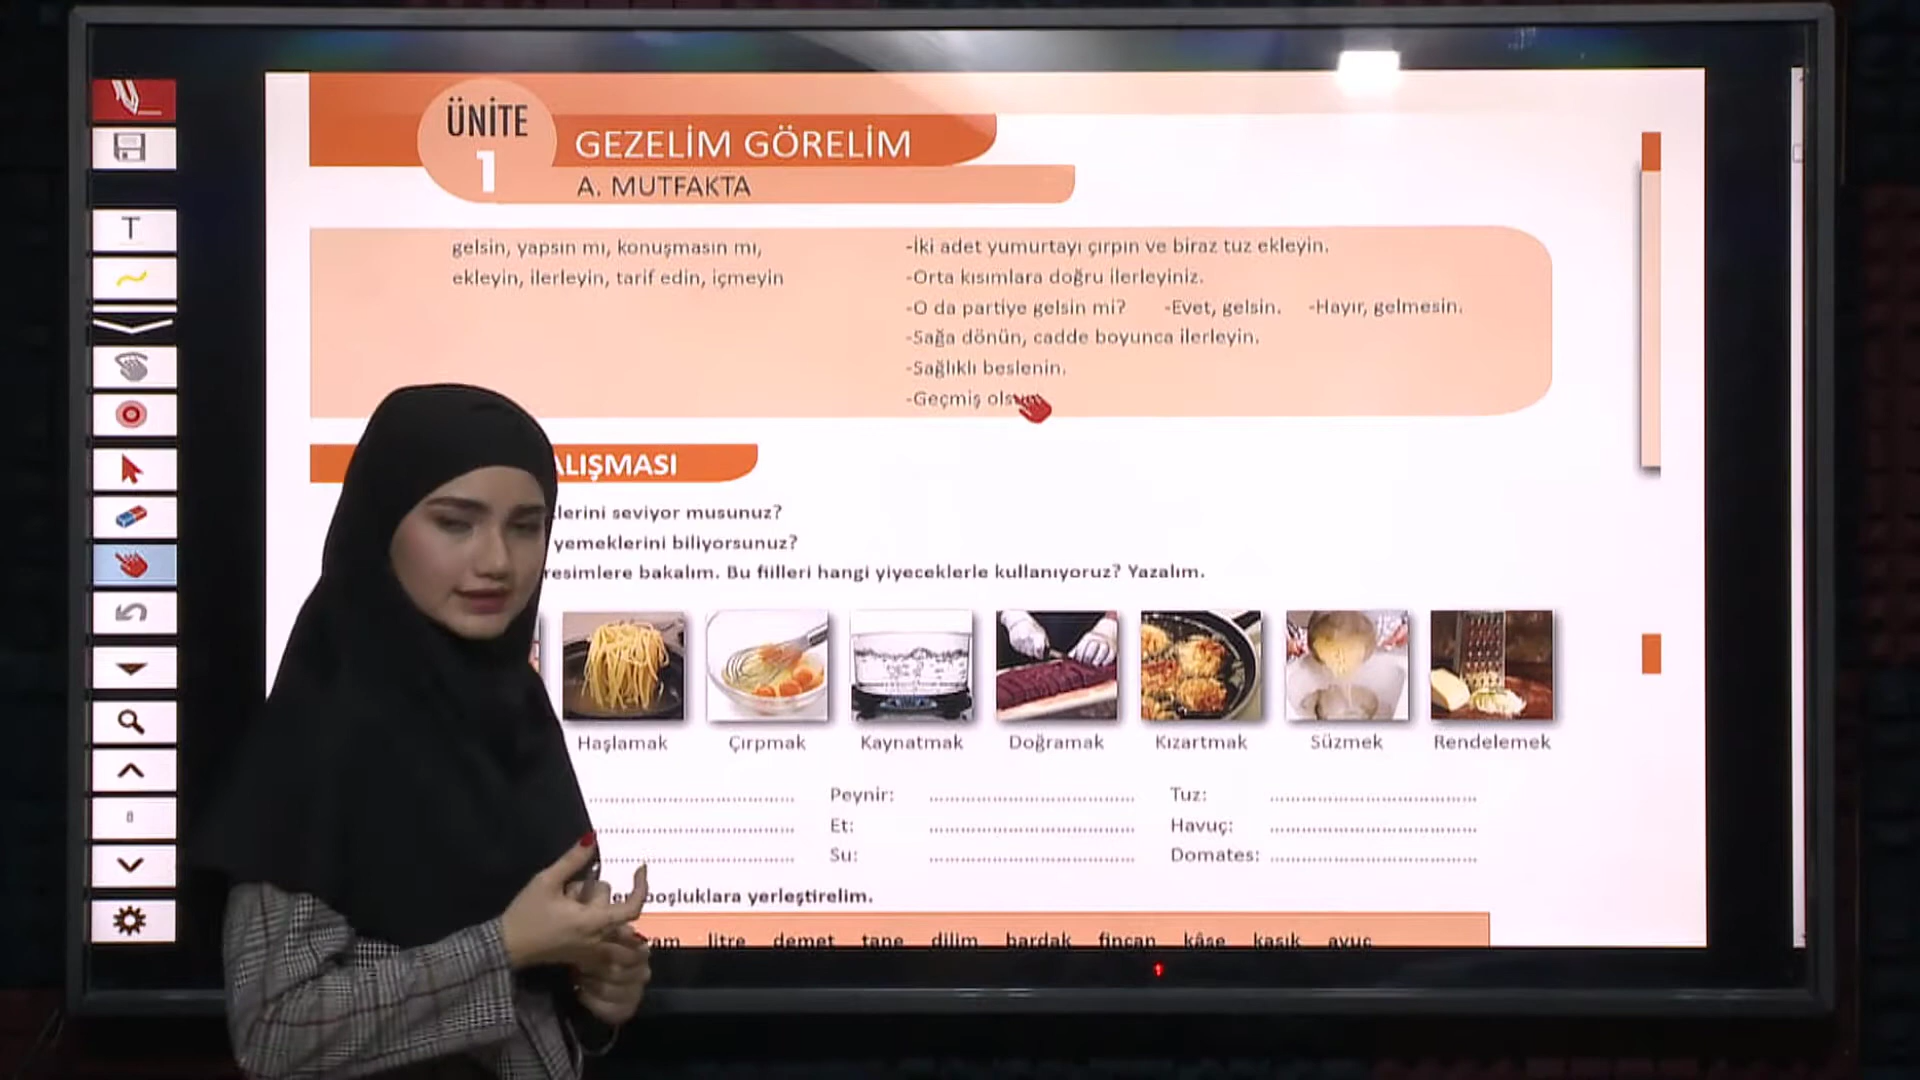 ÜNİTE
1
GEZELİM GÖRELİM
A. MUTFAKTA
gelsin, yapsın mı, konuşmasın mı,
ekleyin, ilerleyin, tarif edin, içmeyin
-İki adet yumurtayı çırpın ve biraz tuz ekleyin.
-Orta kısımlara doğru ilerleyiniz.
-O da partiye gelsin mi? -Evet, gelsin. -Hayır, gelmesin.
-Sağa dönün, cadde boyunca ilerleyin.
-Sağlıklı beslenin.
-Geçmiş
yemeklerini biliyorsunuz?
seviyor musunuz?
resimlere bakalım. Bu fiilleri hangi yiyeceklerle kullanıyoruz? Yazalım.
Haşlamak Çırpmak Kaynatmak Doğramak Kızartmak Süzmek Rendelemek
Peynir: Tuz:
Et: Havuç:
Su: Domates:
boşluklara yerleştirelim.
litre demet tane dilim bardak fincan kâse kaşık avuç
T